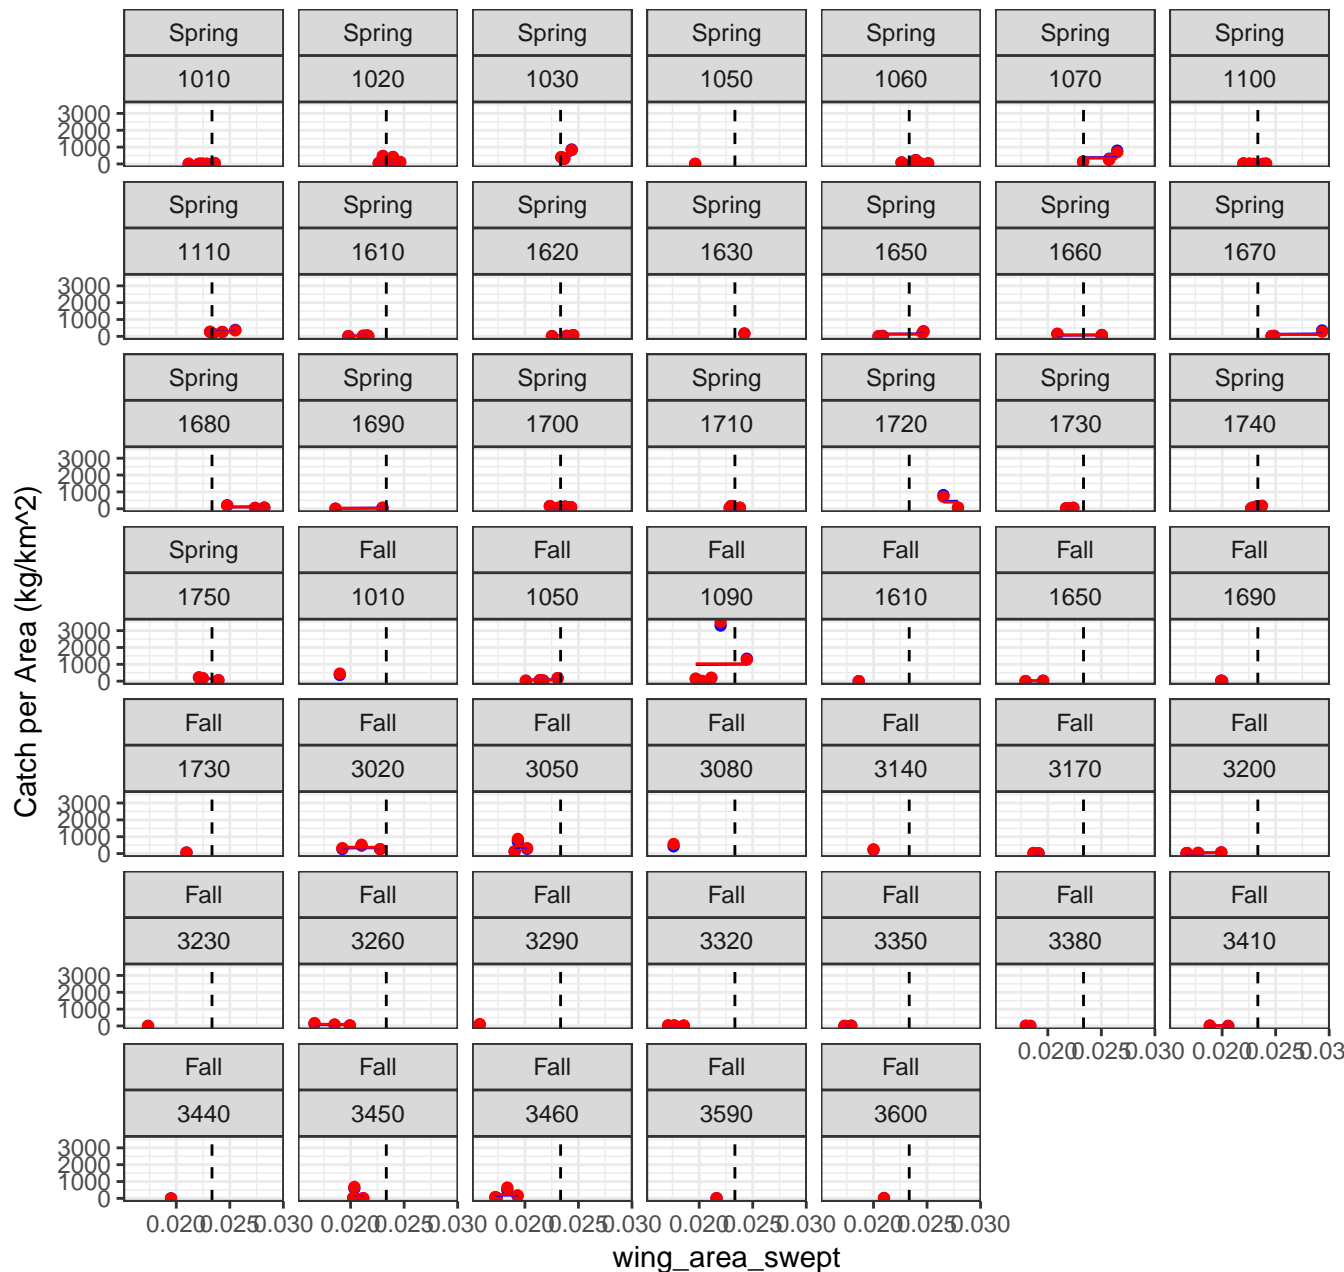 Spring Spring Spring Spring Spring Spring Spring
1010 1020 1030 1050 1060 1070 1100
3000
2000
1000
0
Spring Spring Spring Spring Spring Spring Spring
1110 1610 1620 1630 1650 1660 1670
3000
2000
1000
0
Spring Spring Spring Spring Spring Spring Spring
1680 1690 1700 1710 1720 1730 1740
3000
2000
1000
0
Spring Fall Fall Fall Fall Fall Fall
1750 1010 1050 1090 1610 1650 1690
3000
2000
1000
0
Fall Fall Fall Fall Fall Fall Fall
1730 3020 3050 3080 3140 3170 3200
3000
2000
1000
0
Fall Fall Fall Fall Fall Fall Fall
3230 3260 3290 3320 3350 3380 3410
3000
2000
1000
0
0.020 0.025 0.030 0.020 0.025 0.03
Fall Fall Fall Fall Fall
3440 3450 3460 3590 3600
3000
2000
1000
0
0.020 0.025 0.030 0.020 0.025 0.030 0.020 0.025 0.030 0.020 0.025 0.030 0.020 0.025 0.030
wing_area_swept
Catch per Area (kg/km^2)